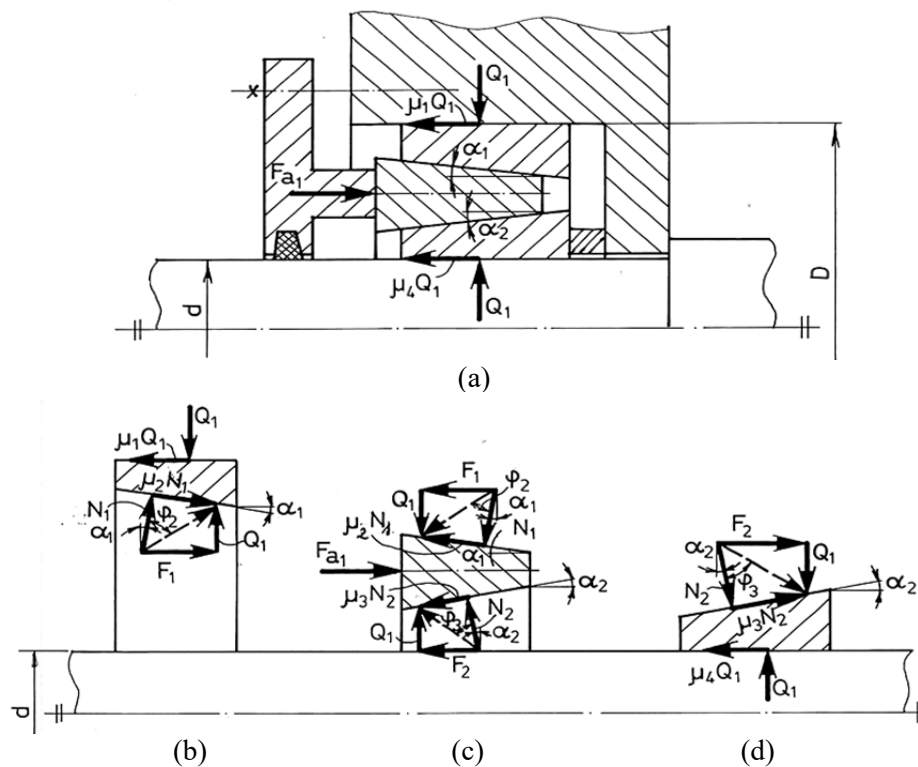 Q₁
μ₁Q₁
α₁
Fa₁
α₂
μ₄Q₁
Q₁
d
D
(a)
Q₁
μ₁Q₁
μ₂N₁
N₁
φ₂
α₁
α₁
Q₁
F₁
d
F₁
φ₂
Q₁
α₁
μ₂N₁
N₁
α₁
Fa₁
μ₃N₂
α₂
Q₁
φ₃
N₂
α₂
F₂
F₂
α₂
Q₁
φ₃
N₂
α₂
μ₃N₂
μ₄Q₁
Q₁
(b)
(c)
(d)